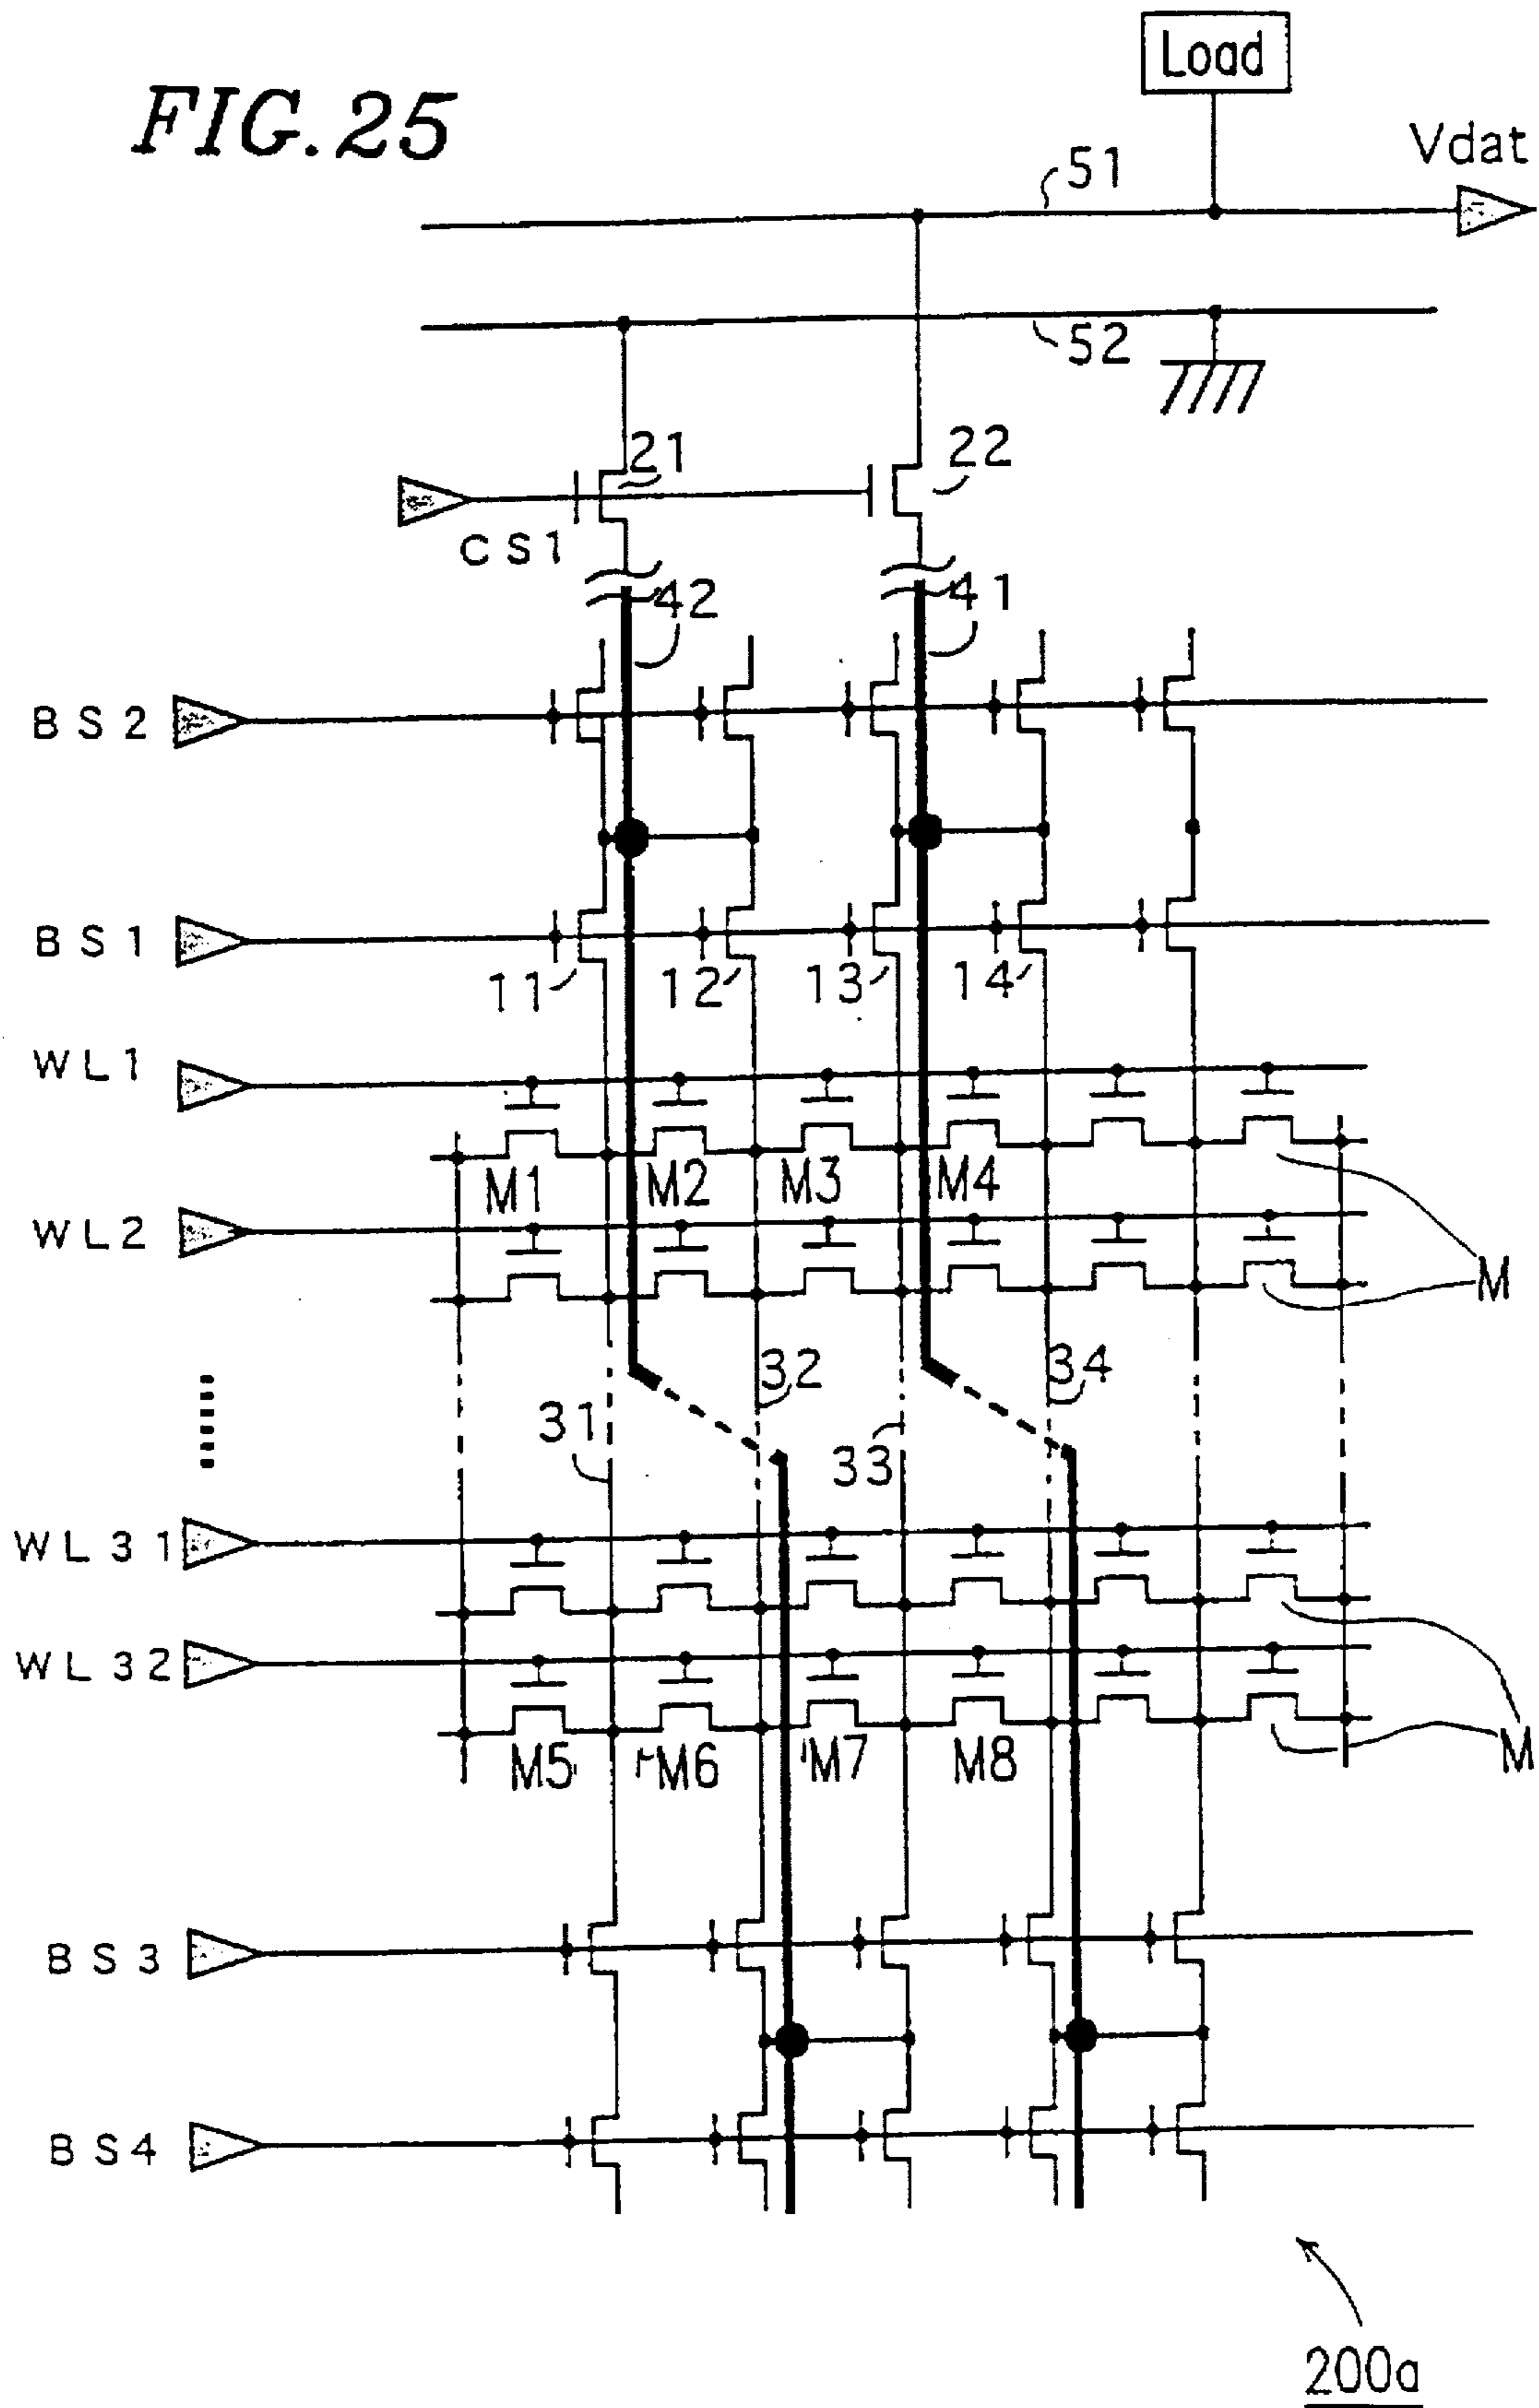 Load
FIG. 25
Vdat
51
52
21
22
CS1
42
41
BS2
BS1
11
12
13
14
WL1
M1 M2 M3 M4
WL2
M
32
34
31
33
WL31
WL32
M5 M6 M7 M8
M
BS3
BS4
200a